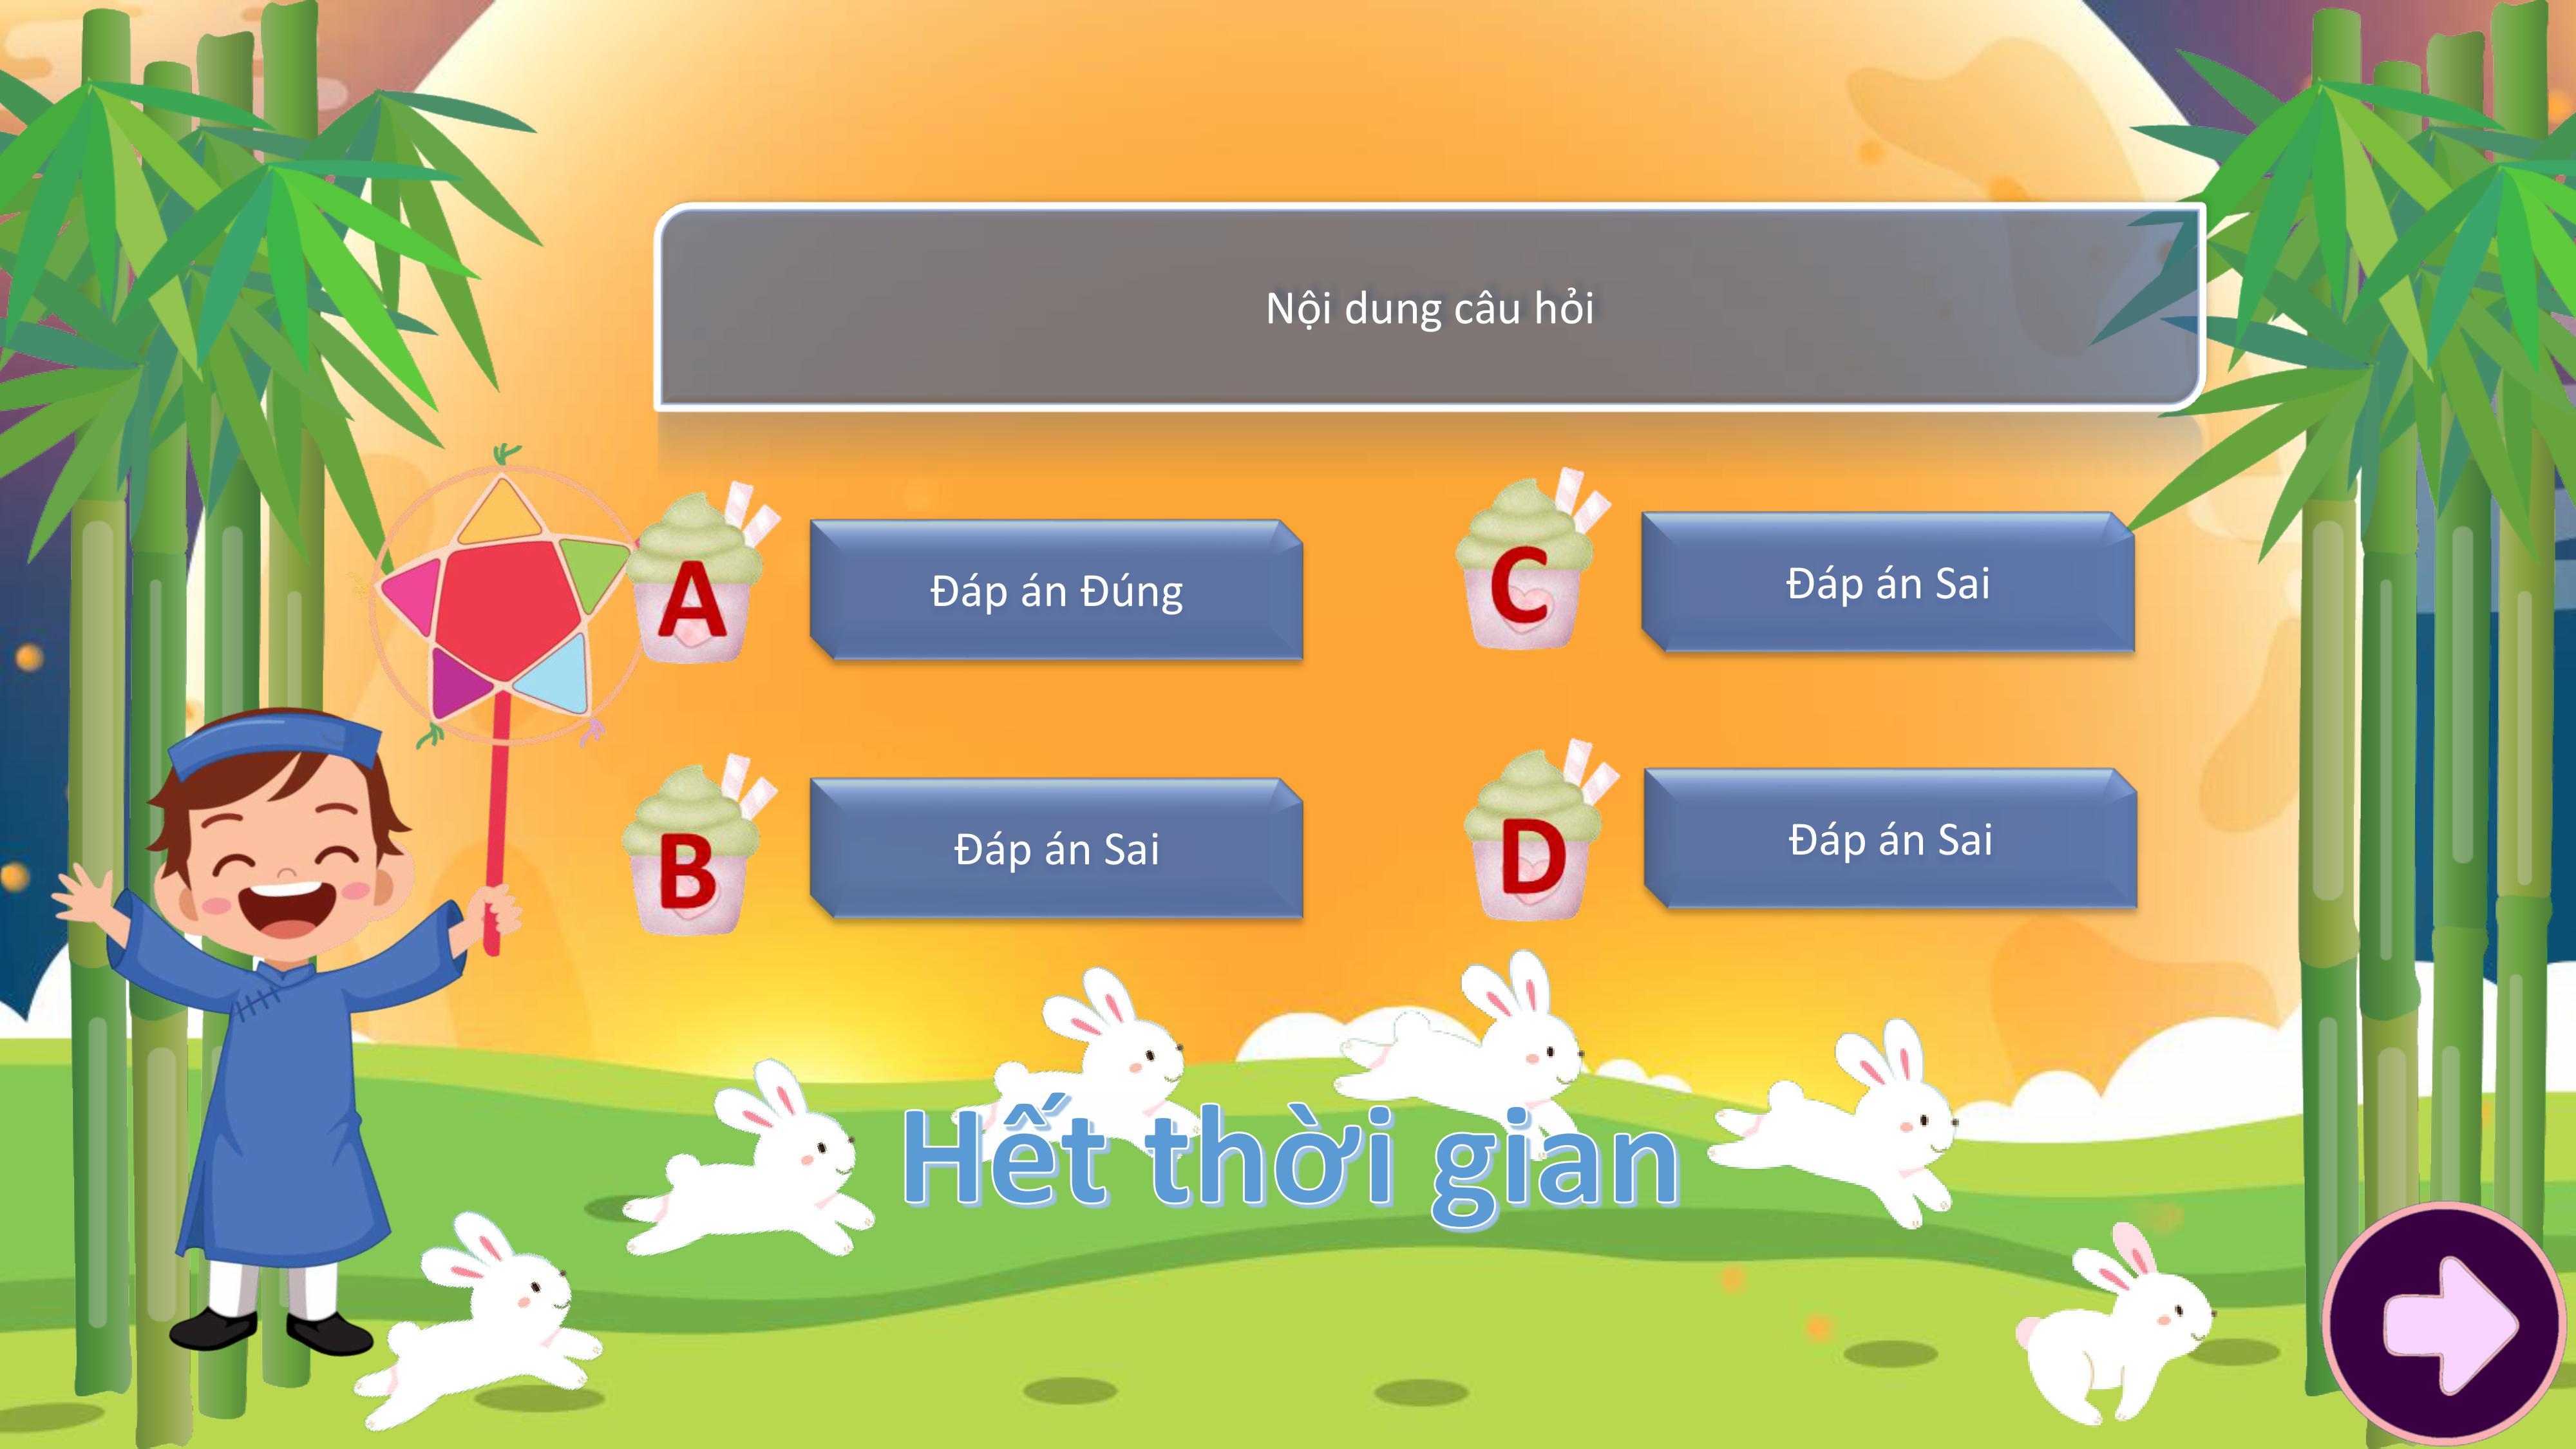 Nội dung câu hỏi
A
Đáp án Đúng
C
Đáp án Sai
B
Đáp án Sai
D
Đáp án Sai
Hết thời gian